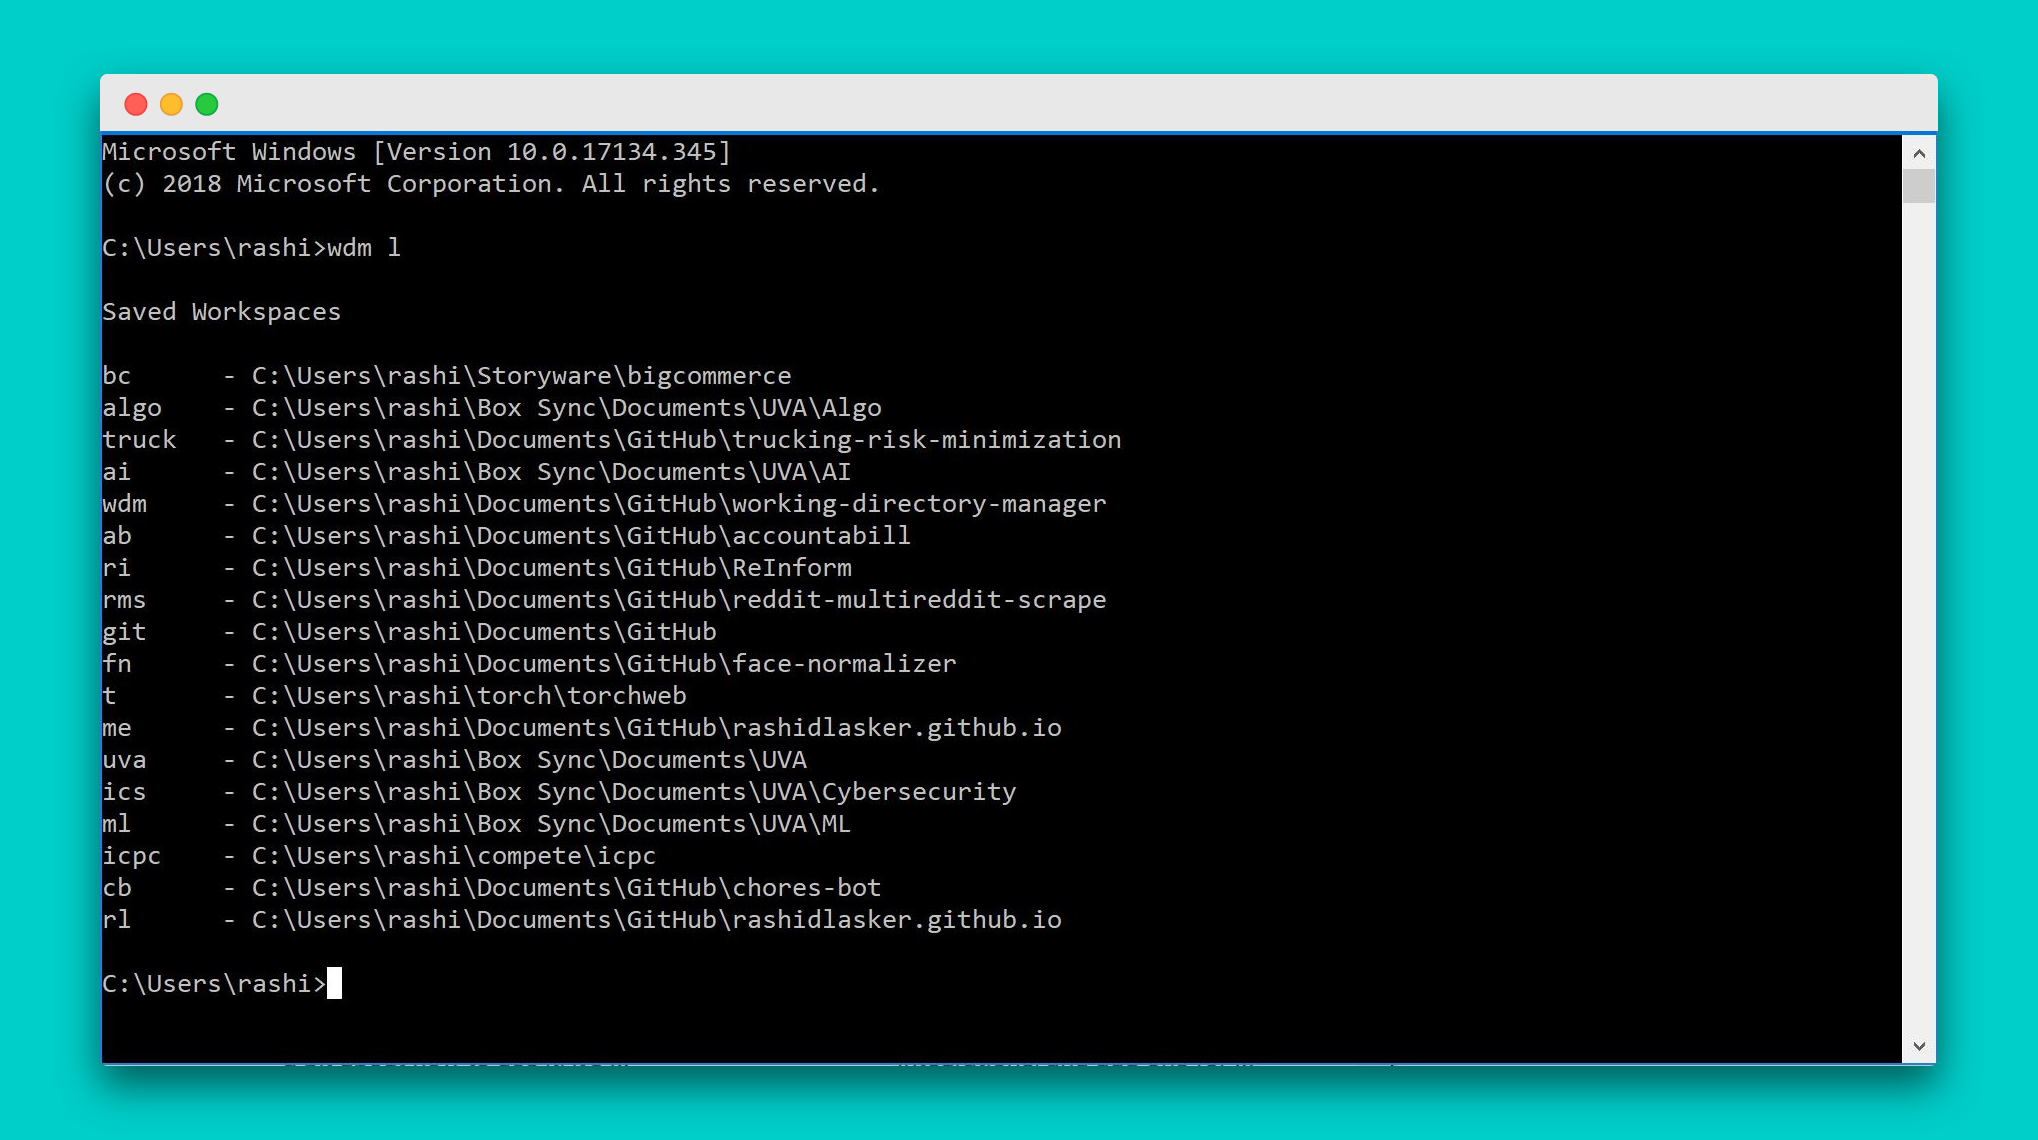 Microsoft Windows [Version 10.0.17134.345]
(c) 2018 Microsoft Corporation. All rights reserved.
C:\Users\rashi>wdm l
Saved Workspaces
bc      - C:\Users\rashi\Storyware\bigcommerce
algo    - C:\Users\rashi\Box Sync\Documents\UVA\Algo
truck   - C:\Users\rashi\Documents\GitHub\trucking-risk-minimization
ai      - C:\Users\rashi\Box Sync\Documents\UVA\AI
wdm     - C:\Users\rashi\Documents\GitHub\working-directory-manager
ab      - C:\Users\rashi\Documents\GitHub\accountabill
ri      - C:\Users\rashi\Documents\GitHub\ReInform
rms     - C:\Users\rashi\Documents\GitHub\reddit-multireddit-scrape
git     - C:\Users\rashi\Documents\GitHub
fn      - C:\Users\rashi\Documents\GitHub\face-normalizer
t       - C:\Users\rashi\torch\torchweb
me      - C:\Users\rashi\Documents\GitHub\rashidlasker.github.io
uva     - C:\Users\rashi\Box Sync\Documents\UVA
ics     - C:\Users\rashi\Box Sync\Documents\UVA\Cybersecurity
ml      - C:\Users\rashi\Box Sync\Documents\UVA\ML
icpc    - C:\Users\rashi\compete\icpc
cb      - C:\Users\rashi\Documents\GitHub\chores-bot
rl      - C:\Users\rashi\Documents\GitHub\rashidlasker.github.io
C:\Users\rashi>